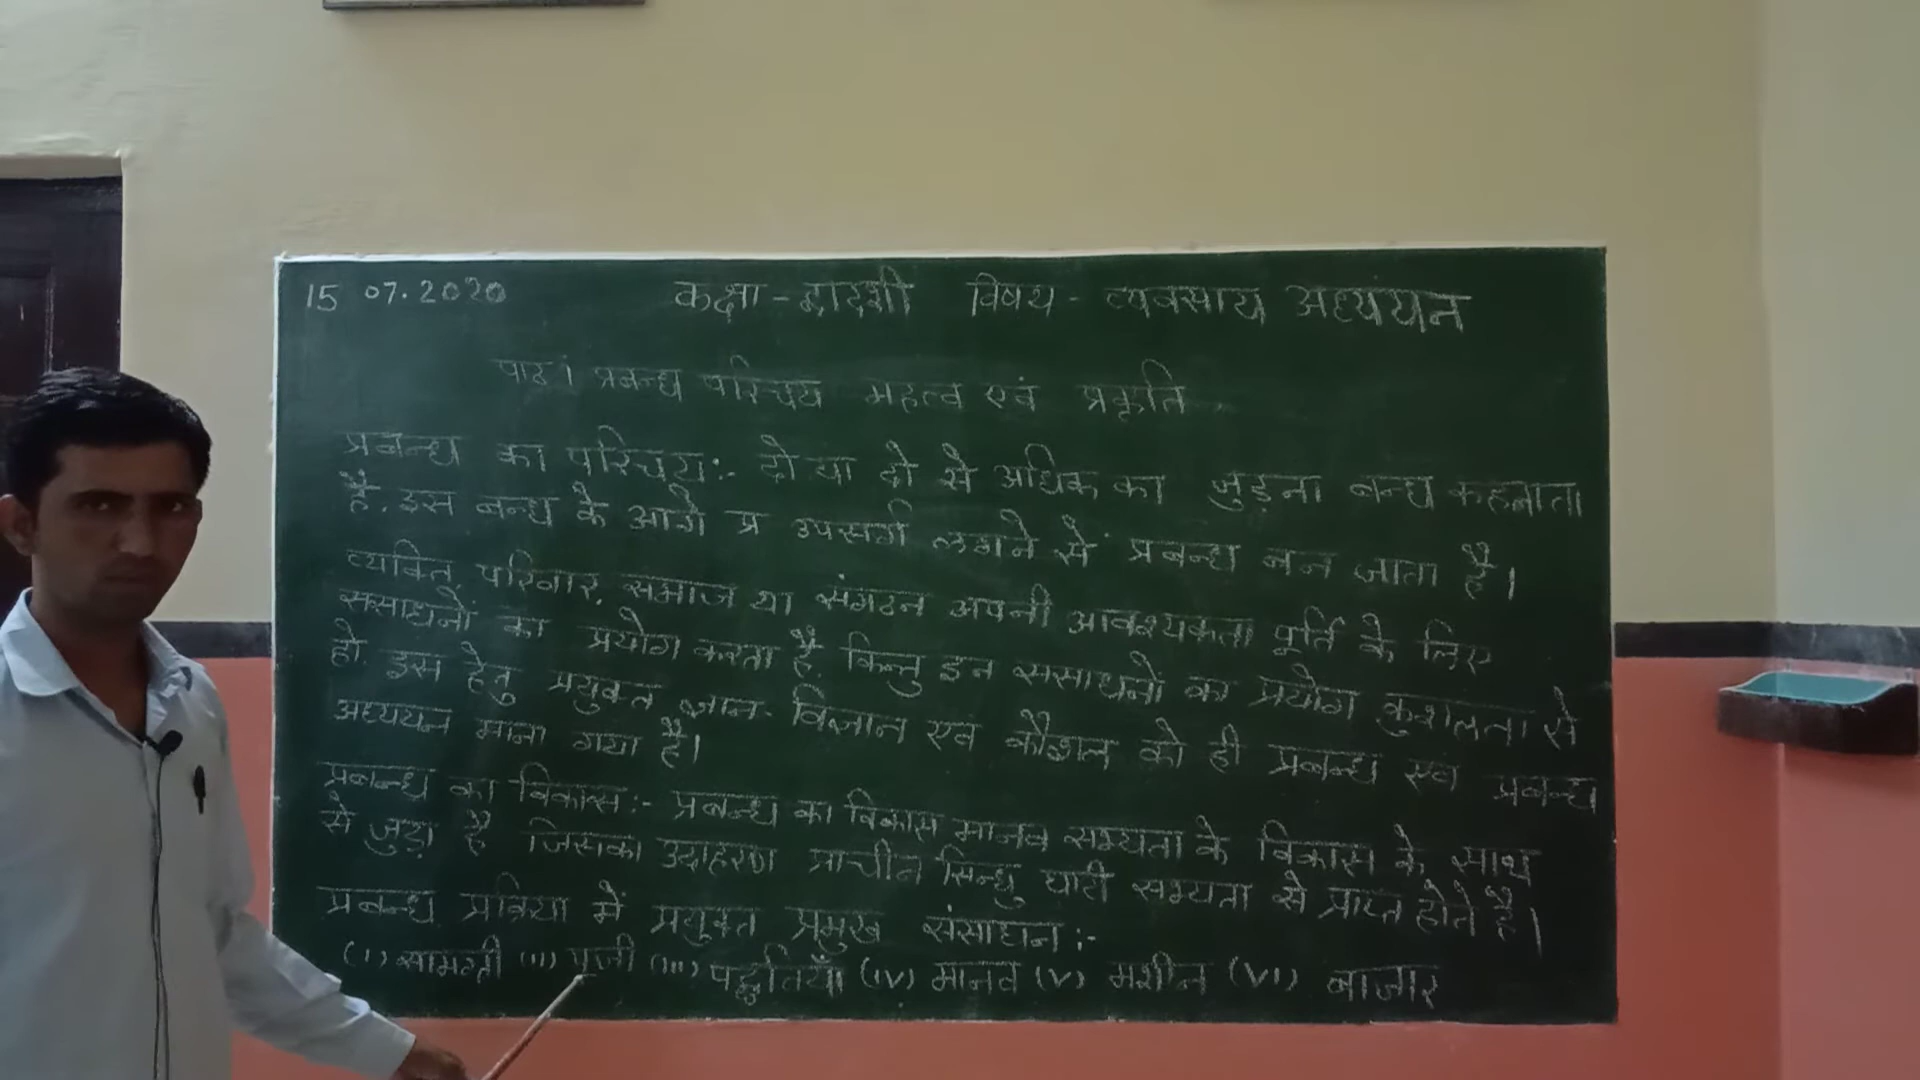 15 07.2020 कक्षा - द्वादशी विषय - व्यवसाय अध्ययन
पाठ 1 प्रबन्ध परिचय महत्व एवं प्रकृति
प्रबन्ध का परिचय:- दो या दो से अधिक का जुड़ना बन्ध कहलाता
है. इस बन्ध के आगे प्र उपसर्ग लगने से प्रबन्ध बन जाता है।
व्यक्ति, परिवार, समाज या संगठन अपनी आवश्यकता पूर्ति के लिए
संसाधनों का प्रयोग करता है. किन्तु इन ससाधनों का प्रयोग कुशलता से
हो. इस हेतु प्रयुक्त ज्ञान- विज्ञान एव कौशल को ही प्रबन्ध एव प्रबन्ध
अध्ययन माना गया है।
प्रबन्ध का विकास:- प्रबन्ध का विकास मानव सभ्यता के विकास के साथ
से जुड़ा है जिसका उदाहरण प्राचीन सिन्धु घाटी सभ्यता से प्राप्त होते है।
प्रबन्ध प्रक्रिया में प्रयुक्त प्रमुख संसाधन:-
(I) सामग्री (II) पूजी (III) पद्धतियाँ (IV) मानव (V) मशीन (VI) बाजार